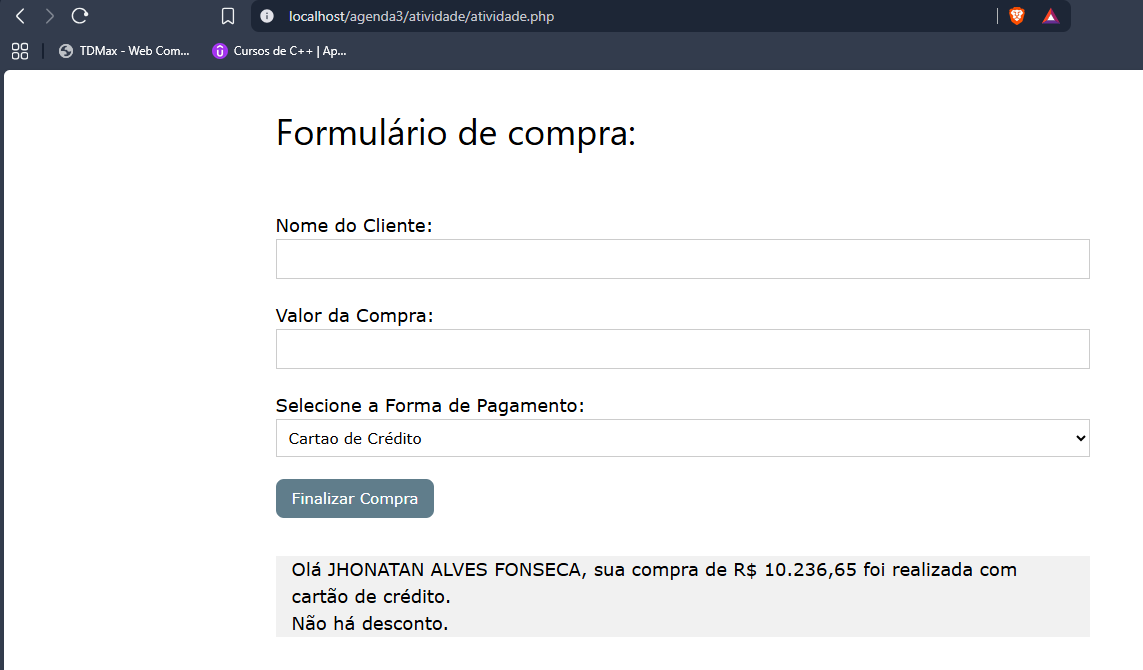 localhost/agenda3/atividade/atividade.php
TDMax - Web Com...
Cursos de C++ | Ap...
Formulário de compra:
Nome do Cliente:
Valor da Compra:
Selecione a Forma de Pagamento:
Cartao de Crédito
Finalizar Compra
Olá JHONATAN ALVES FONSECA, sua compra de R$ 10.236,65 foi realizada com
cartão de crédito.
Não há desconto.